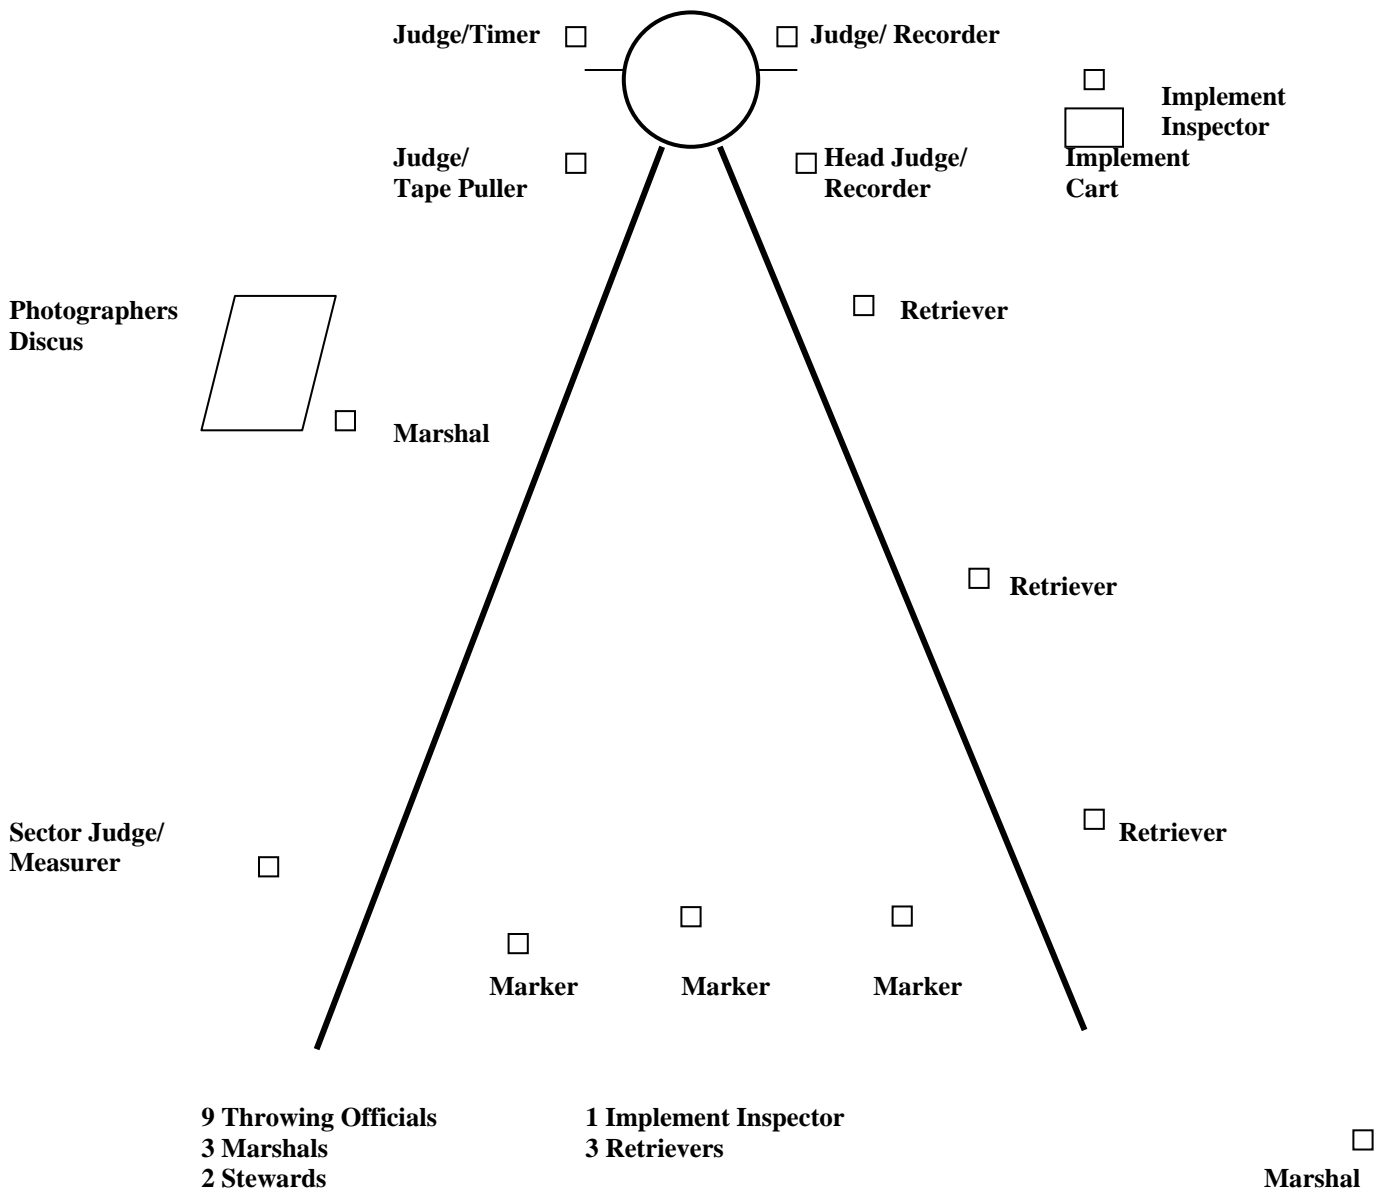 Judge/Timer
Judge/ Recorder
Implement
Inspector
Judge/
Tape Puller
Head Judge/
Recorder
Implement
Cart
Photographers
Discus
Retriever
Marshal
Retriever
Sector Judge/
Measurer
Retriever
Marker
Marker
Marker
9 Throwing Officials
3 Marshals
2 Stewards
1 Implement Inspector
3 Retrievers
Marshal